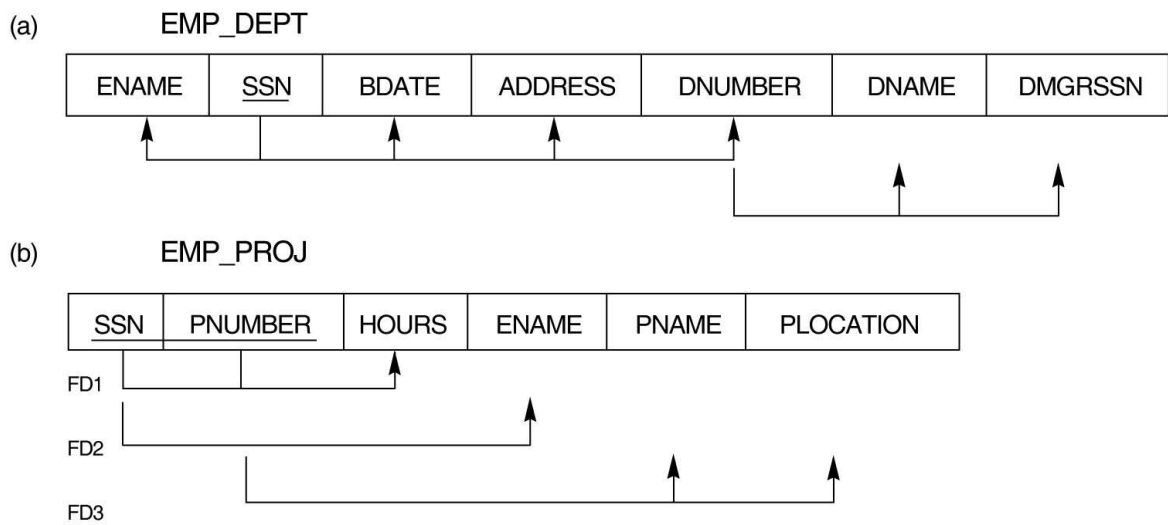 (a) EMP_DEPT
ENAME SSN BDATE ADDRESS DNUMBER DNAME DMGRSSN
(b) EMP_PROJ
SSN PNUMBER HOURS ENAME PNAME PLOCATION
FD1
FD2
FD3